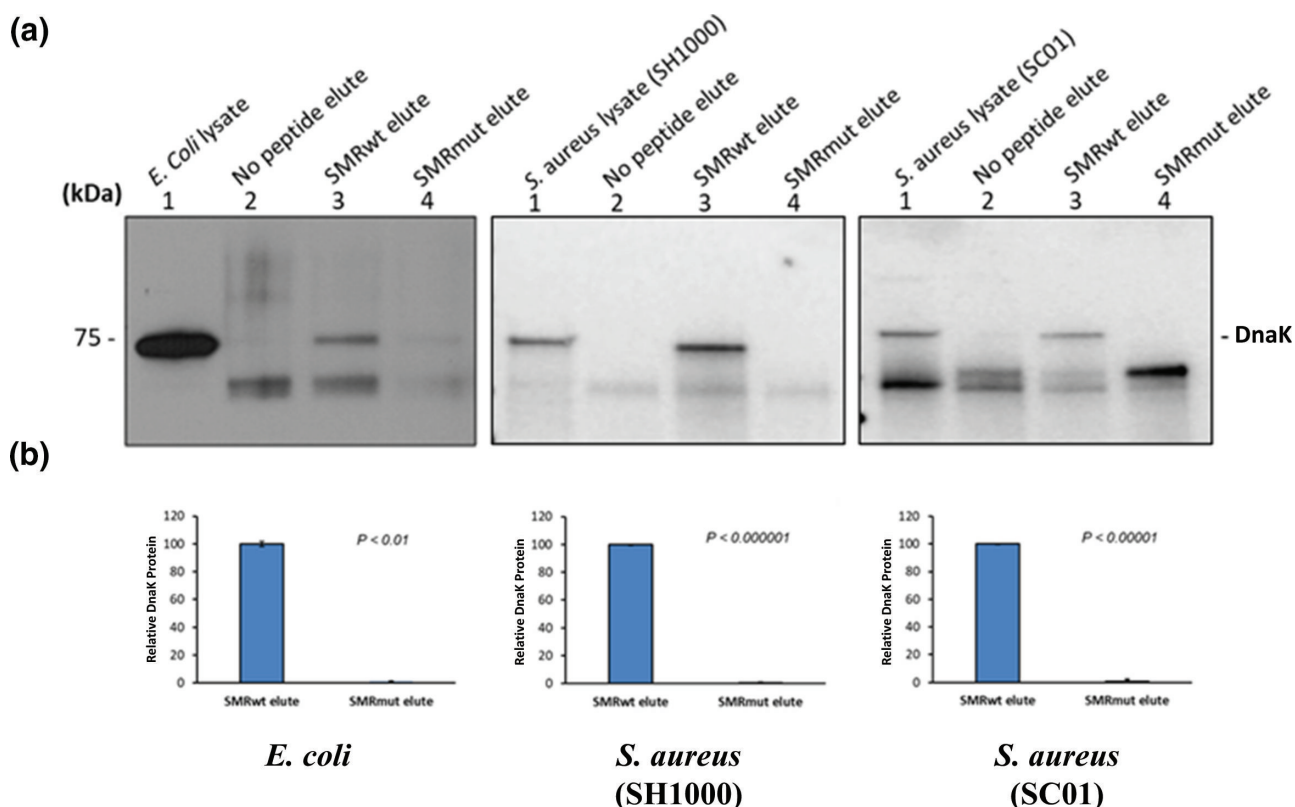 (a)
E. Coli lysate
No peptide elute
SMRwt elute
SMRmut elute
S. aureus lysate (SH1000)
No peptide elute
SMRwt elute
SMRmut elute
S. aureus lysate (SC01)
No peptide elute
SMRwt elute
SMRmut elute
(kDa)
1 2 3 4
1 2 3 4
1 2 3 4
75 -
- DnaK
(b)
Relative DnaK Protein
120
100
80
60
40
20
0
P < 0.01
SMRwt elute SMRmut elute
E. coli
Relative DnaK Protein
120
100
80
60
40
20
0
P < 0.000001
SMRwt elute SMRmut elute
S. aureus
(SH1000)
Relative DnaK Protein
120
100
80
60
40
20
0
P < 0.00001
SMRwt elute SMRmut elute
S. aureus
(SC01)